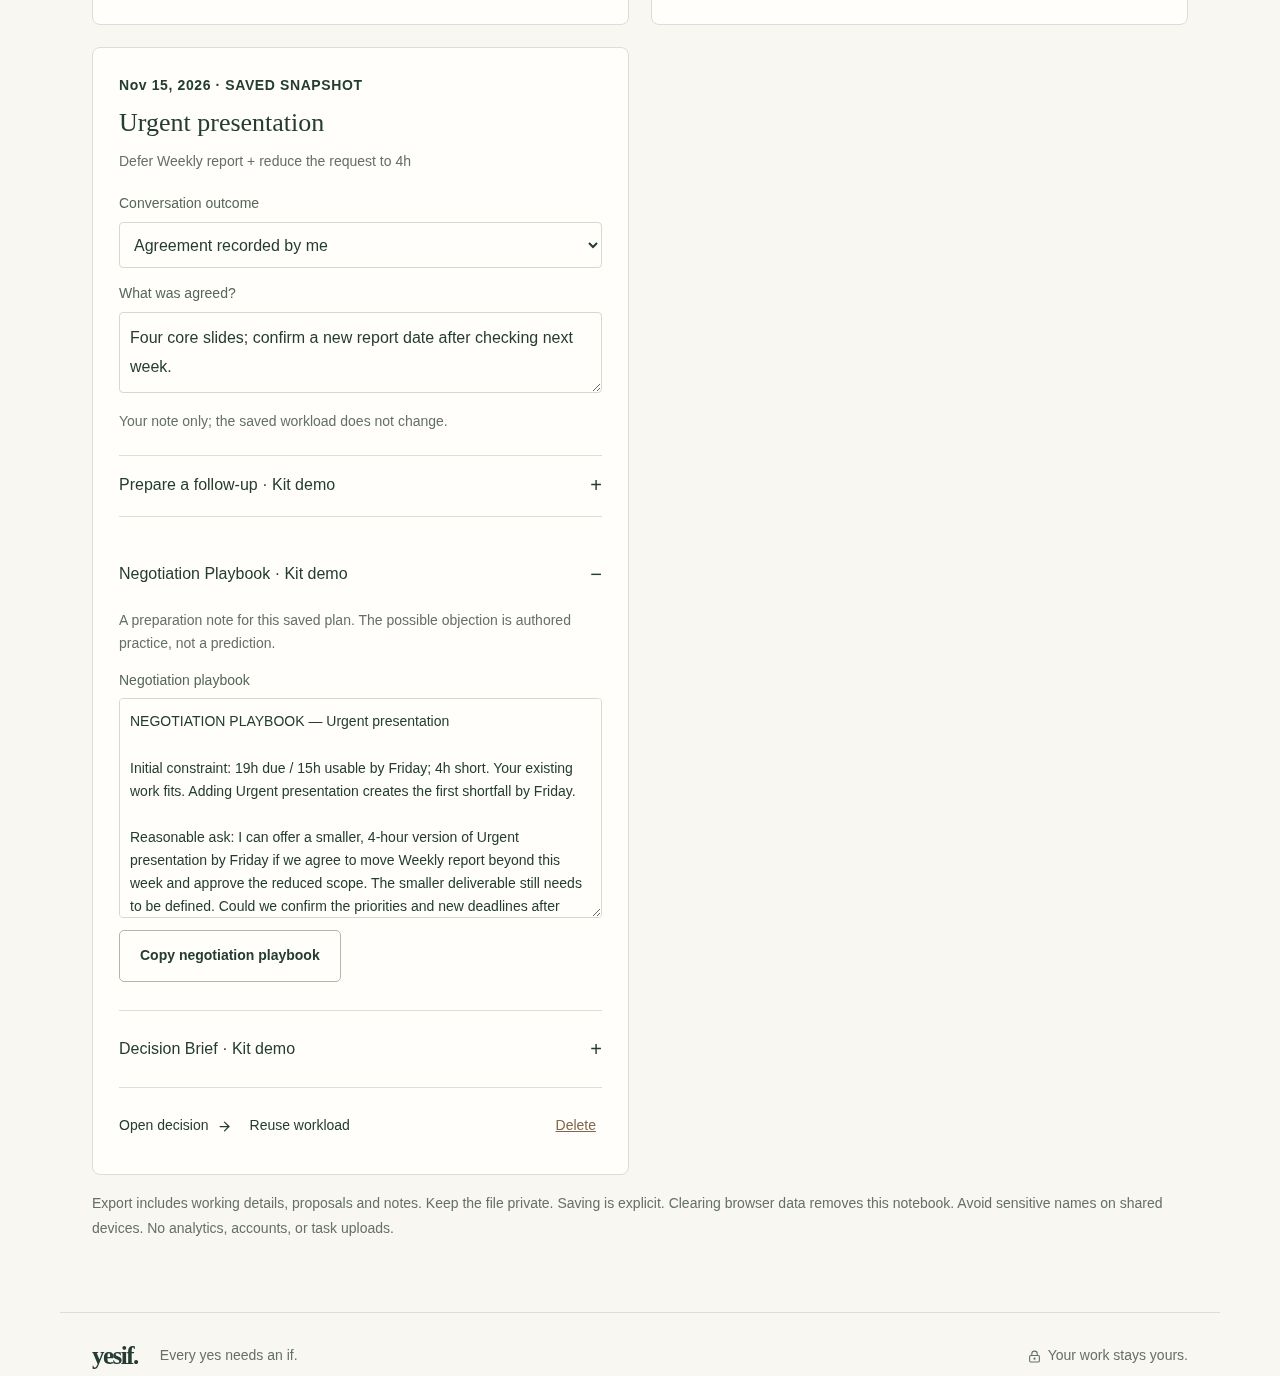 Nov 15, 2026 · SAVED SNAPSHOT
Urgent presentation
Defer Weekly report + reduce the request to 4h
Conversation outcome
Agreement recorded by me
What was agreed?
Four core slides; confirm a new report date after checking next
week.
Your note only; the saved workload does not change.
Prepare a follow-up · Kit demo +
Negotiation Playbook · Kit demo −
A preparation note for this saved plan. The possible objection is authored
practice, not a prediction.
Negotiation playbook
NEGOTIATION PLAYBOOK — Urgent presentation
Initial constraint: 19h due / 15h usable by Friday; 4h short. Your existing
work fits. Adding Urgent presentation creates the first shortfall by Friday.
Reasonable ask: I can offer a smaller, 4-hour version of Urgent
presentation by Friday if we agree to move Weekly report beyond this
week and approve the reduced scope. The smaller deliverable still needs
to be defined. Could we confirm the priorities and new deadlines after
Copy negotiation playbook
Decision Brief · Kit demo +
Open decision → Reuse workload Delete
Export includes working details, proposals and notes. Keep the file private. Saving is explicit. Clearing browser data removes this notebook. Avoid sensitive names on shared
devices. No analytics, accounts, or task uploads.
yesif. Every yes needs an if. Your work stays yours.